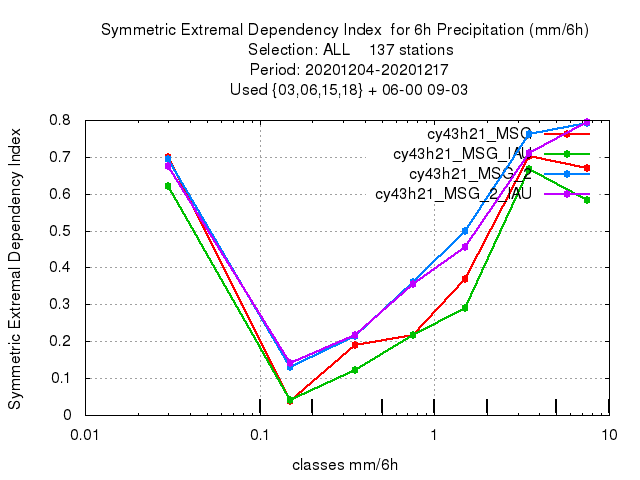 Symmetric Extremal Dependency Index for 6h Precipitation (mm/6h)
Selection: ALL 137 stations
Period: 20201204-20201217
Used {03,06,15,18} + 06-00 09-03
Symmetric Extremal Dependency Index
0.8
0.7
0.6
0.5
0.4
0.3
0.2
0.1
0
cy43h21_MSG
cy43h21_MSG_IAU
cy43h21_MSG_2
cy43h21_MSG_2_IAU
0.01 0.1 1 10
classes mm/6h